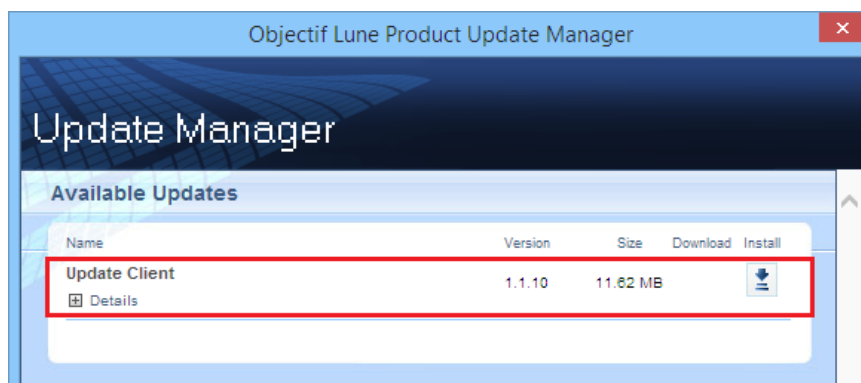 Objectif Lune Product Update Manager
Update Manager
Available Updates
Name Version Size Download Install
Update Client 1.1.10 11.62 MB
Details